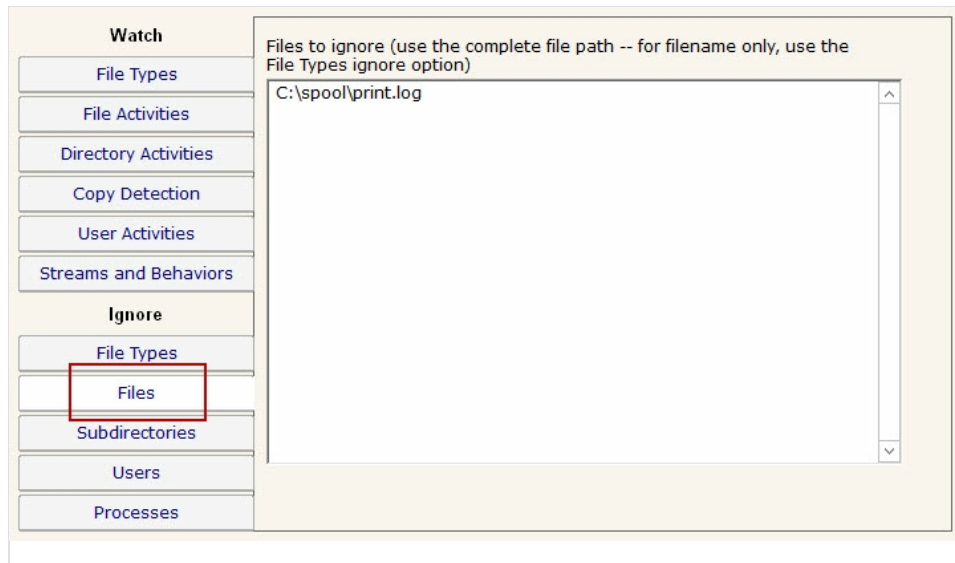 Watch
File Types
File Activities
Directory Activities
Copy Detection
User Activities
Streams and Behaviors
Ignore
File Types
Files
Subdirectories
Users
Processes
Files to ignore (use the complete file path -- for filename only, use the
File Types ignore option)
C:\spool\print.log